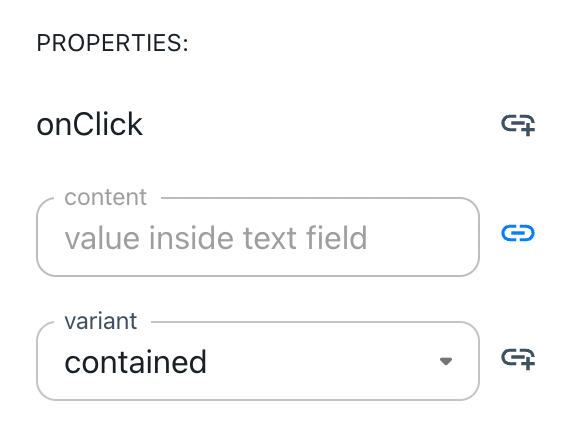 PROPERTIES:
onClick
content
value inside text field
variant
contained